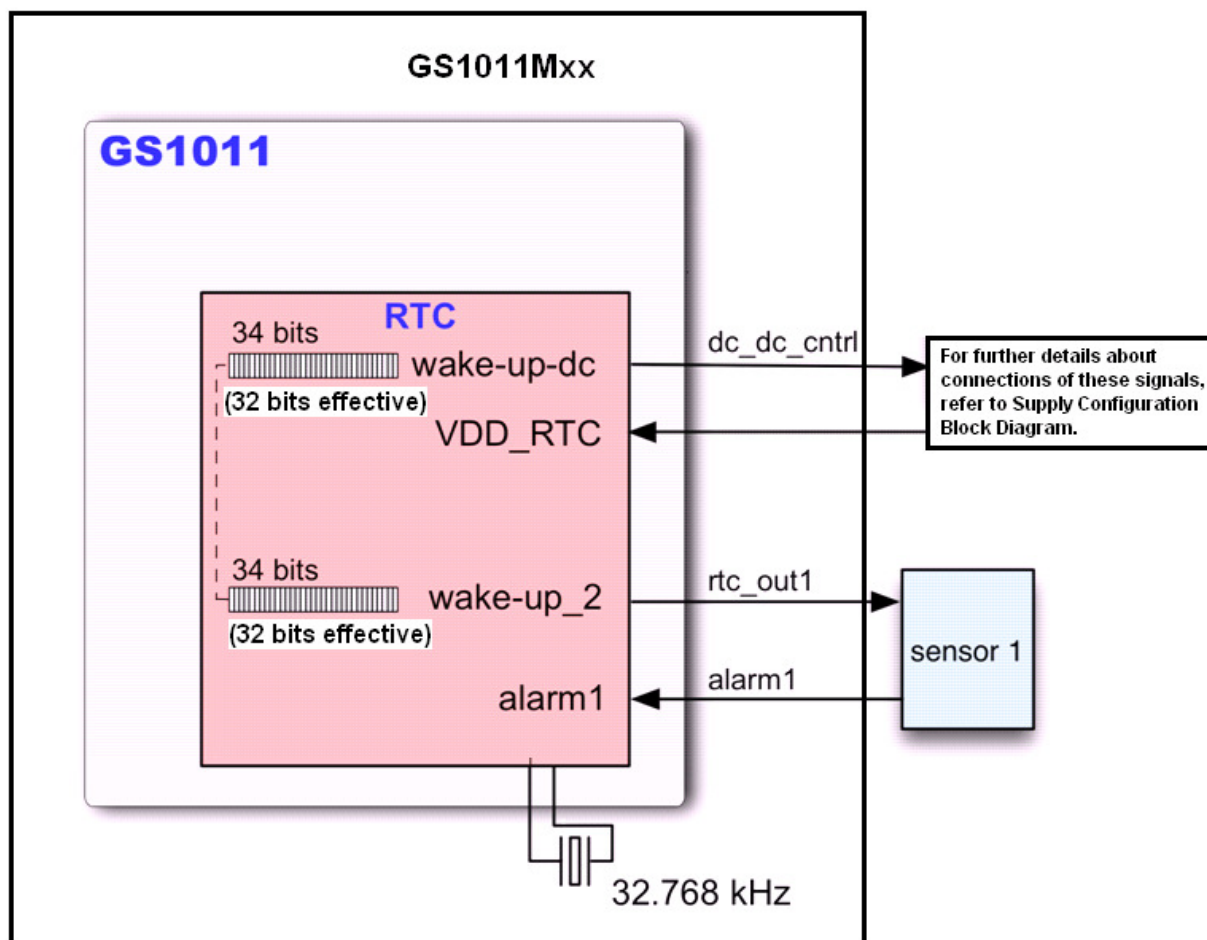 GS1011Mxx
GS1011
RTC
34 bits
wake-up-dc
(32 bits effective)
VDD_RTC
34 bits
wake-up_2
(32 bits effective)
alarm1
dc_dc_cntrl
For further details about
connections of these signals,
refer to Supply Configuration
Block Diagram.
rtc_out1
alarm1
sensor 1
32.768 kHz